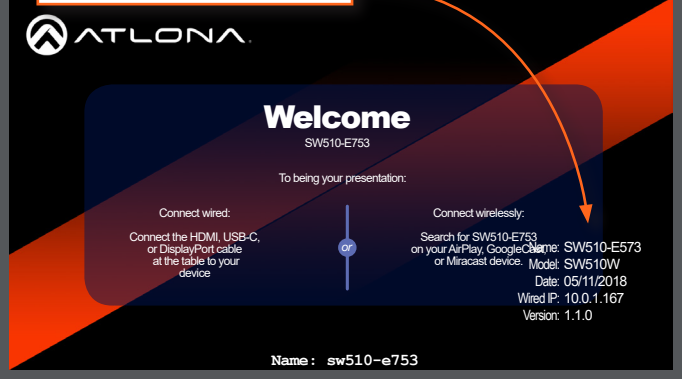 ATLONA.
Welcome
SW510-E753
To being your presentation:
Connect wired:
Connect the HDMI, USB-C,
or DisplayPort cable
at the table to your
device
or
Connect wirelessly:
Search for SW510-E753
on your AirPlay, GoogleCast,
or Miracast device.
Name: SW510-E573
Model: SW510W
Date: 05/11/2018
Wired IP: 10.0.1.167
Version: 1.1.0
Name: sw510-e753